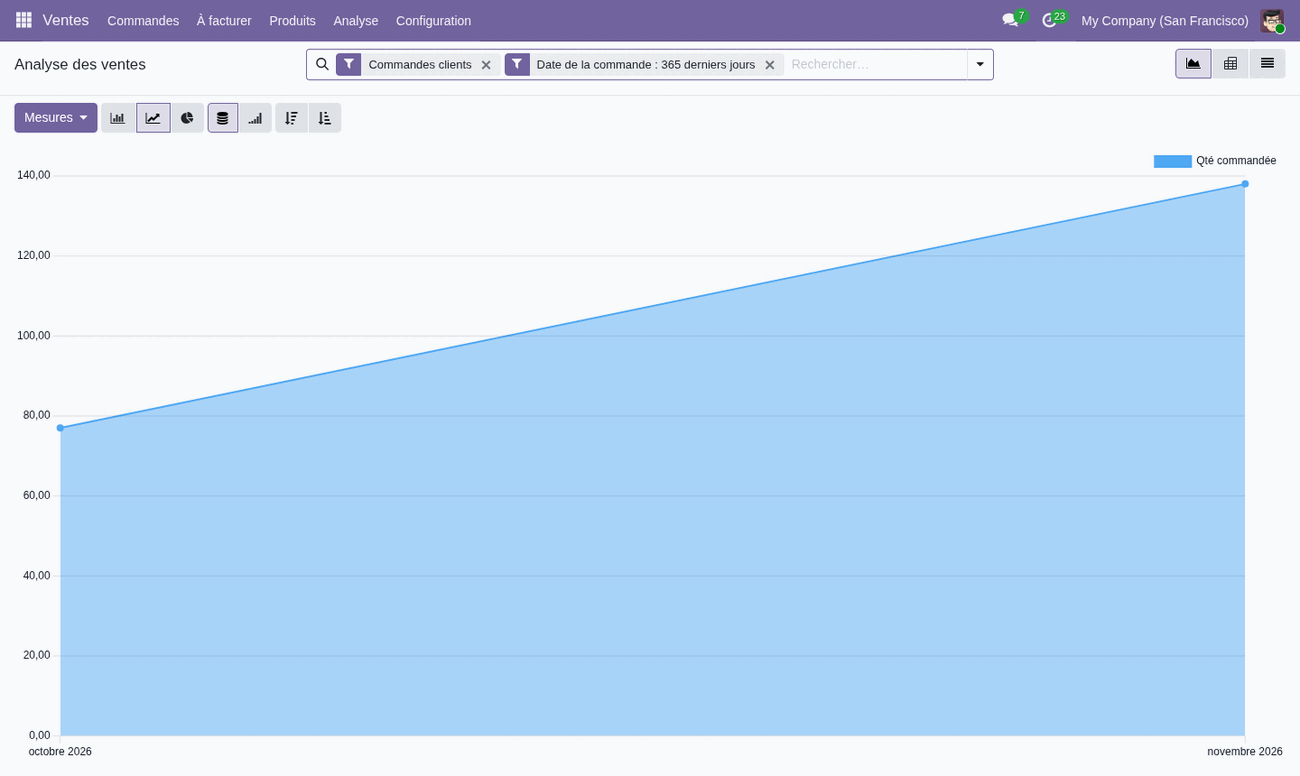 Ventes Commandes À facturer Produits Analyse Configuration 7 23 My Company (San Francisco)
Analyse des ventes Commandes clients Date de la commande : 365 derniers jours Rechercher...
Mesures
Qté commandée
140,00
120,00
100,00
80,00
60,00
40,00
20,00
0,00
octobre 2026 novembre 2026